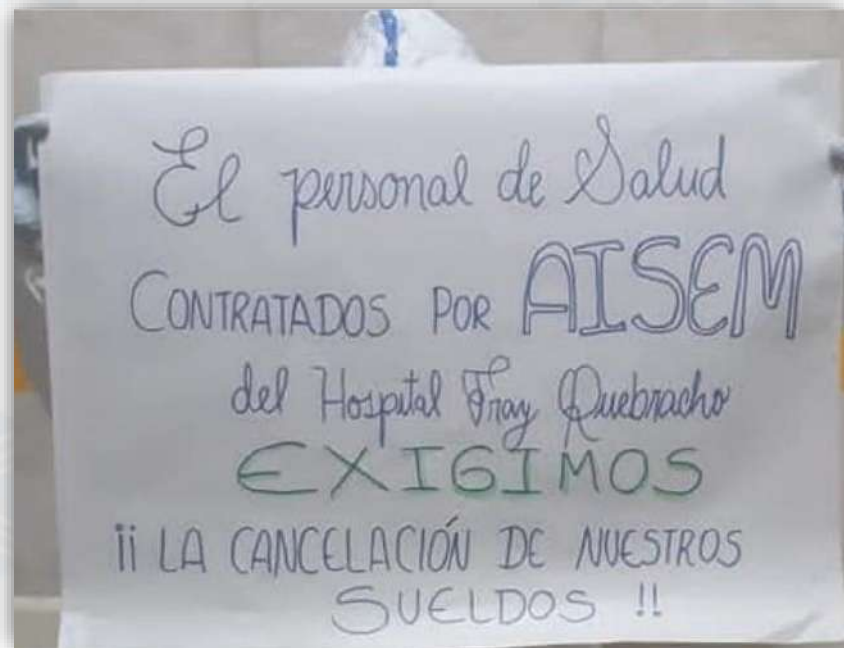 El personal de Salud
CONTRATADOS POR AISEM
del Hospital Fray Quebracho
EXIGIMOS
¡¡ LA CANCELACIÓN DE NUESTROS
SUELDOS !!